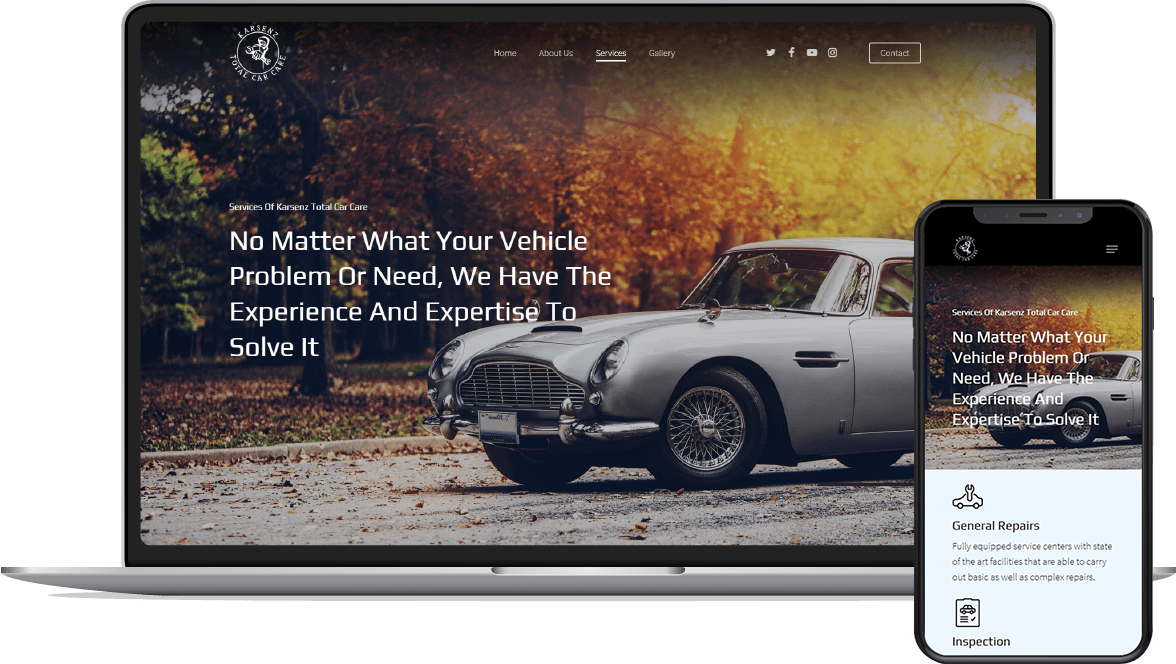 KARSENZ
TOTAL CAR CARE
Home About Us Services Gallery Contact
Services Of Karsenz Total Car Care
No Matter What Your Vehicle
Problem Or Need, We Have The
Experience And Expertise To
Solve It
KARSENZ
TOTAL CAR CARE
Services Of Karsenz Total Car Care
No Matter What Your
Vehicle Problem Or
Need, We Have The
Experience And
Expertise To Solve It
General Repairs
Fully equipped service centers with state
of the art facilities that are able to carry
out basic as well as complex repairs.
Inspection